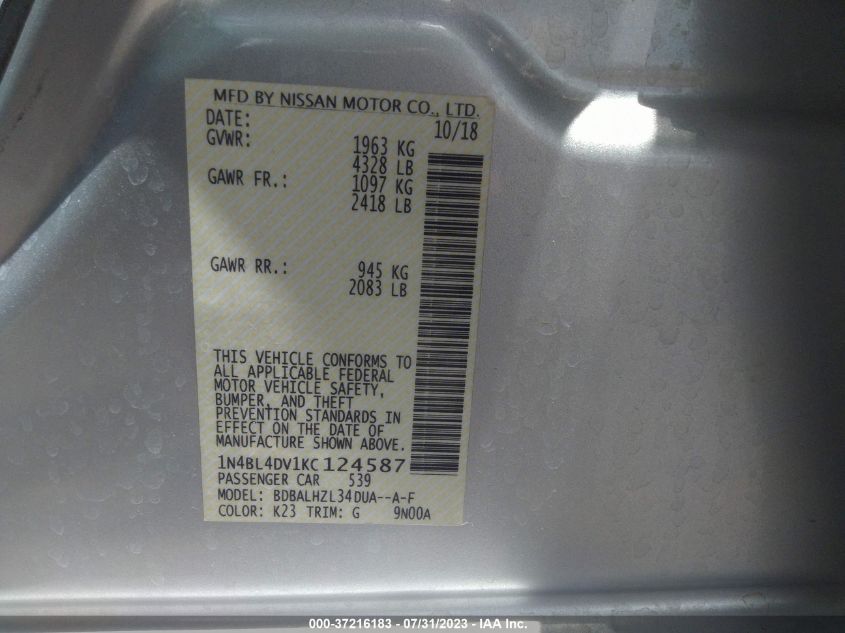 MFD BY NISSAN MOTOR CO., LTD.
DATE: 10/18
GVWR: 1963 KG
4328 LB
GAWR FR.: 1097 KG
2418 LB
GAWR RR.: 945 KG
2083 LB
THIS VEHICLE CONFORMS TO
ALL APPLICABLE FEDERAL
MOTOR VEHICLE SAFETY,
BUMPER, AND THEFT
PREVENTION STANDARDS IN
EFFECT ON THE DATE OF
MANUFACTURE SHOWN ABOVE.
1N4BL4DV1KC124587
PASSENGER CAR 539
MODEL: BDBALHZL34DUA--A-F
COLOR: K23 TRIM: G 9N00A
000-37216183 - 07/31/2023 - IAA Inc.